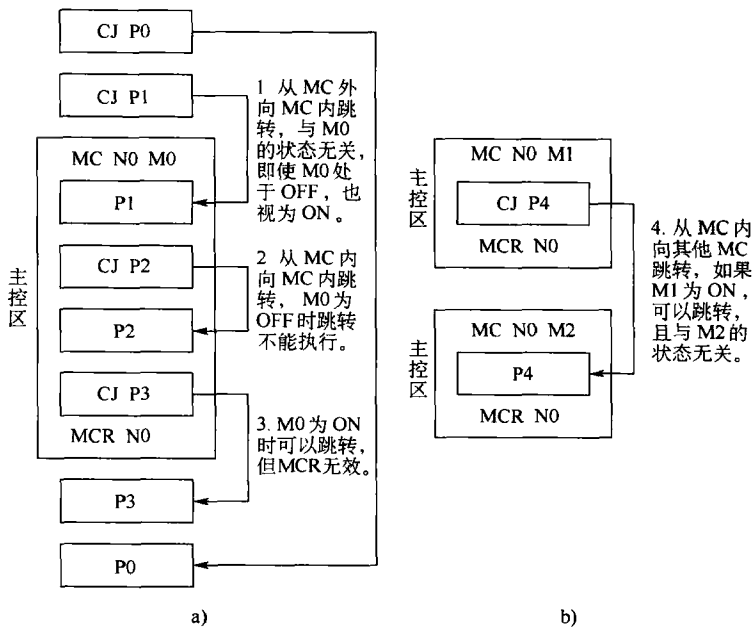 CJ P0
CJ P1
1 从MC外
向MC内跳
转，与M0
的状态无关，
即使M0处
于OFF，也
视为ON。
主控区
MC N0 M0
P1
CJ P2
2 从MC内
向MC内跳
转， M0为
OFF时跳转
不能执行。
P2
CJ P3
MCR N0
3. M0为ON
时可以跳转，
但MCR无效。
P3
P0
a)
主控区
MC N0 M1
CJ P4
MCR N0
4. 从MC内
向其他MC
跳转，如果
M1为ON，
可以跳转，
且与M2的
状态无关。
主控区
MC N0 M2
P4
MCR N0
b)